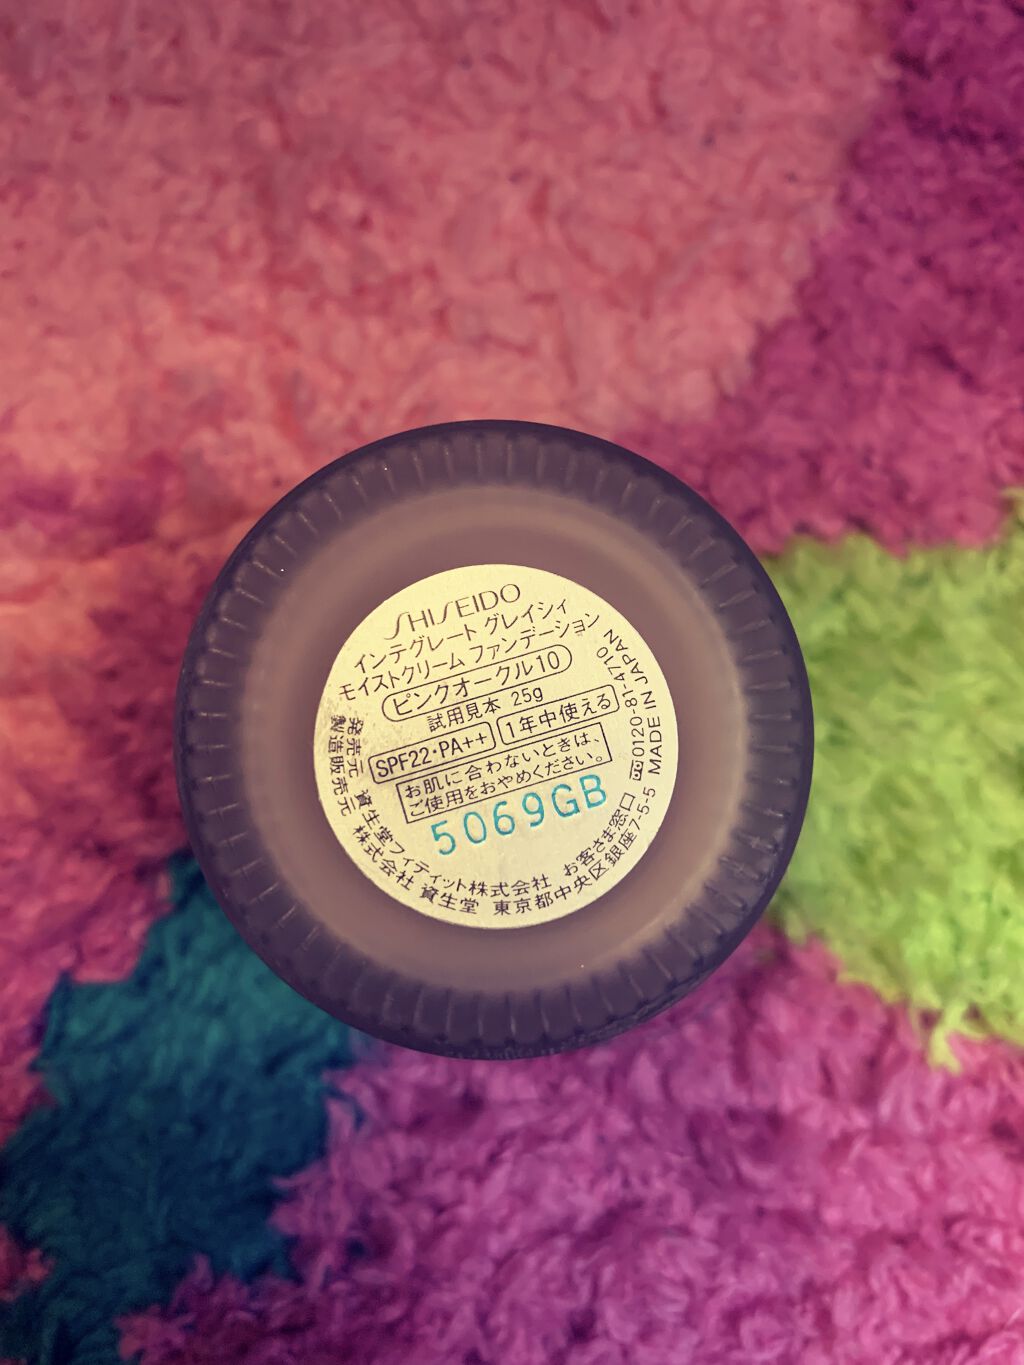 SHISEIDO
インテグレート グレイシィ
モイストクリーム ファンデーション
ピンクオークル10
試用見本 25g
SPF22・PA++ 1年中使える
お肌に合わないときは、
ご使用をおやめください。
5069GB
発売元 資生堂フィティット株式会社 お客さま窓口 0120-81-4710
製造販売元 株式会社 資生堂 東京都中央区銀座7-5-5 MADE IN JAPAN